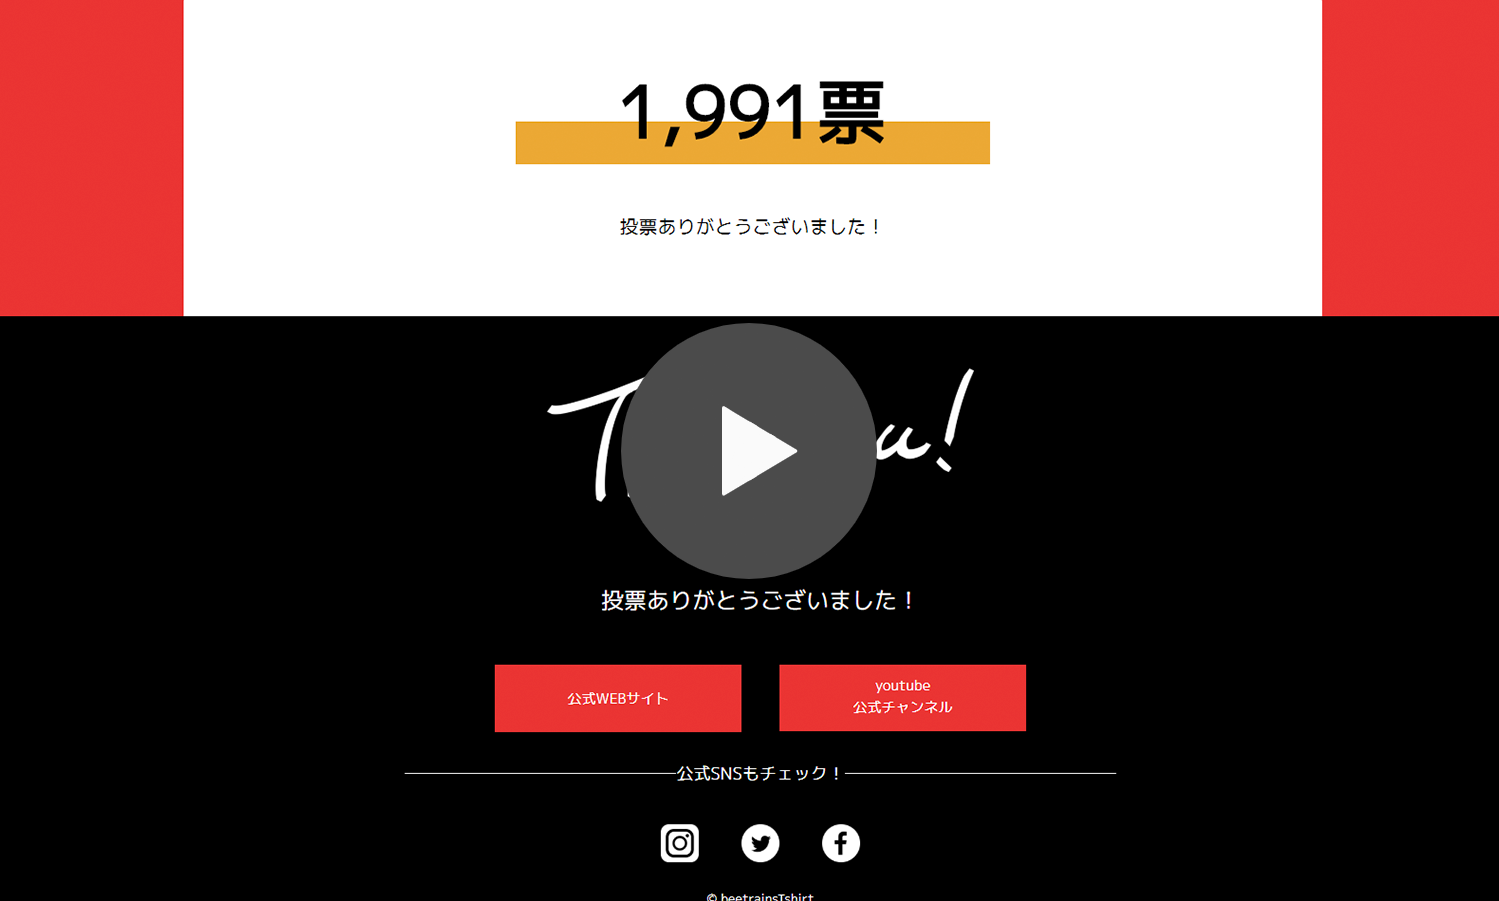 1,991票
投票ありがとうございました！
投票ありがとうございました！
公式WEBサイト
youtube
公式チャンネル
公式SNSもチェック！
© beetrainsTshirt